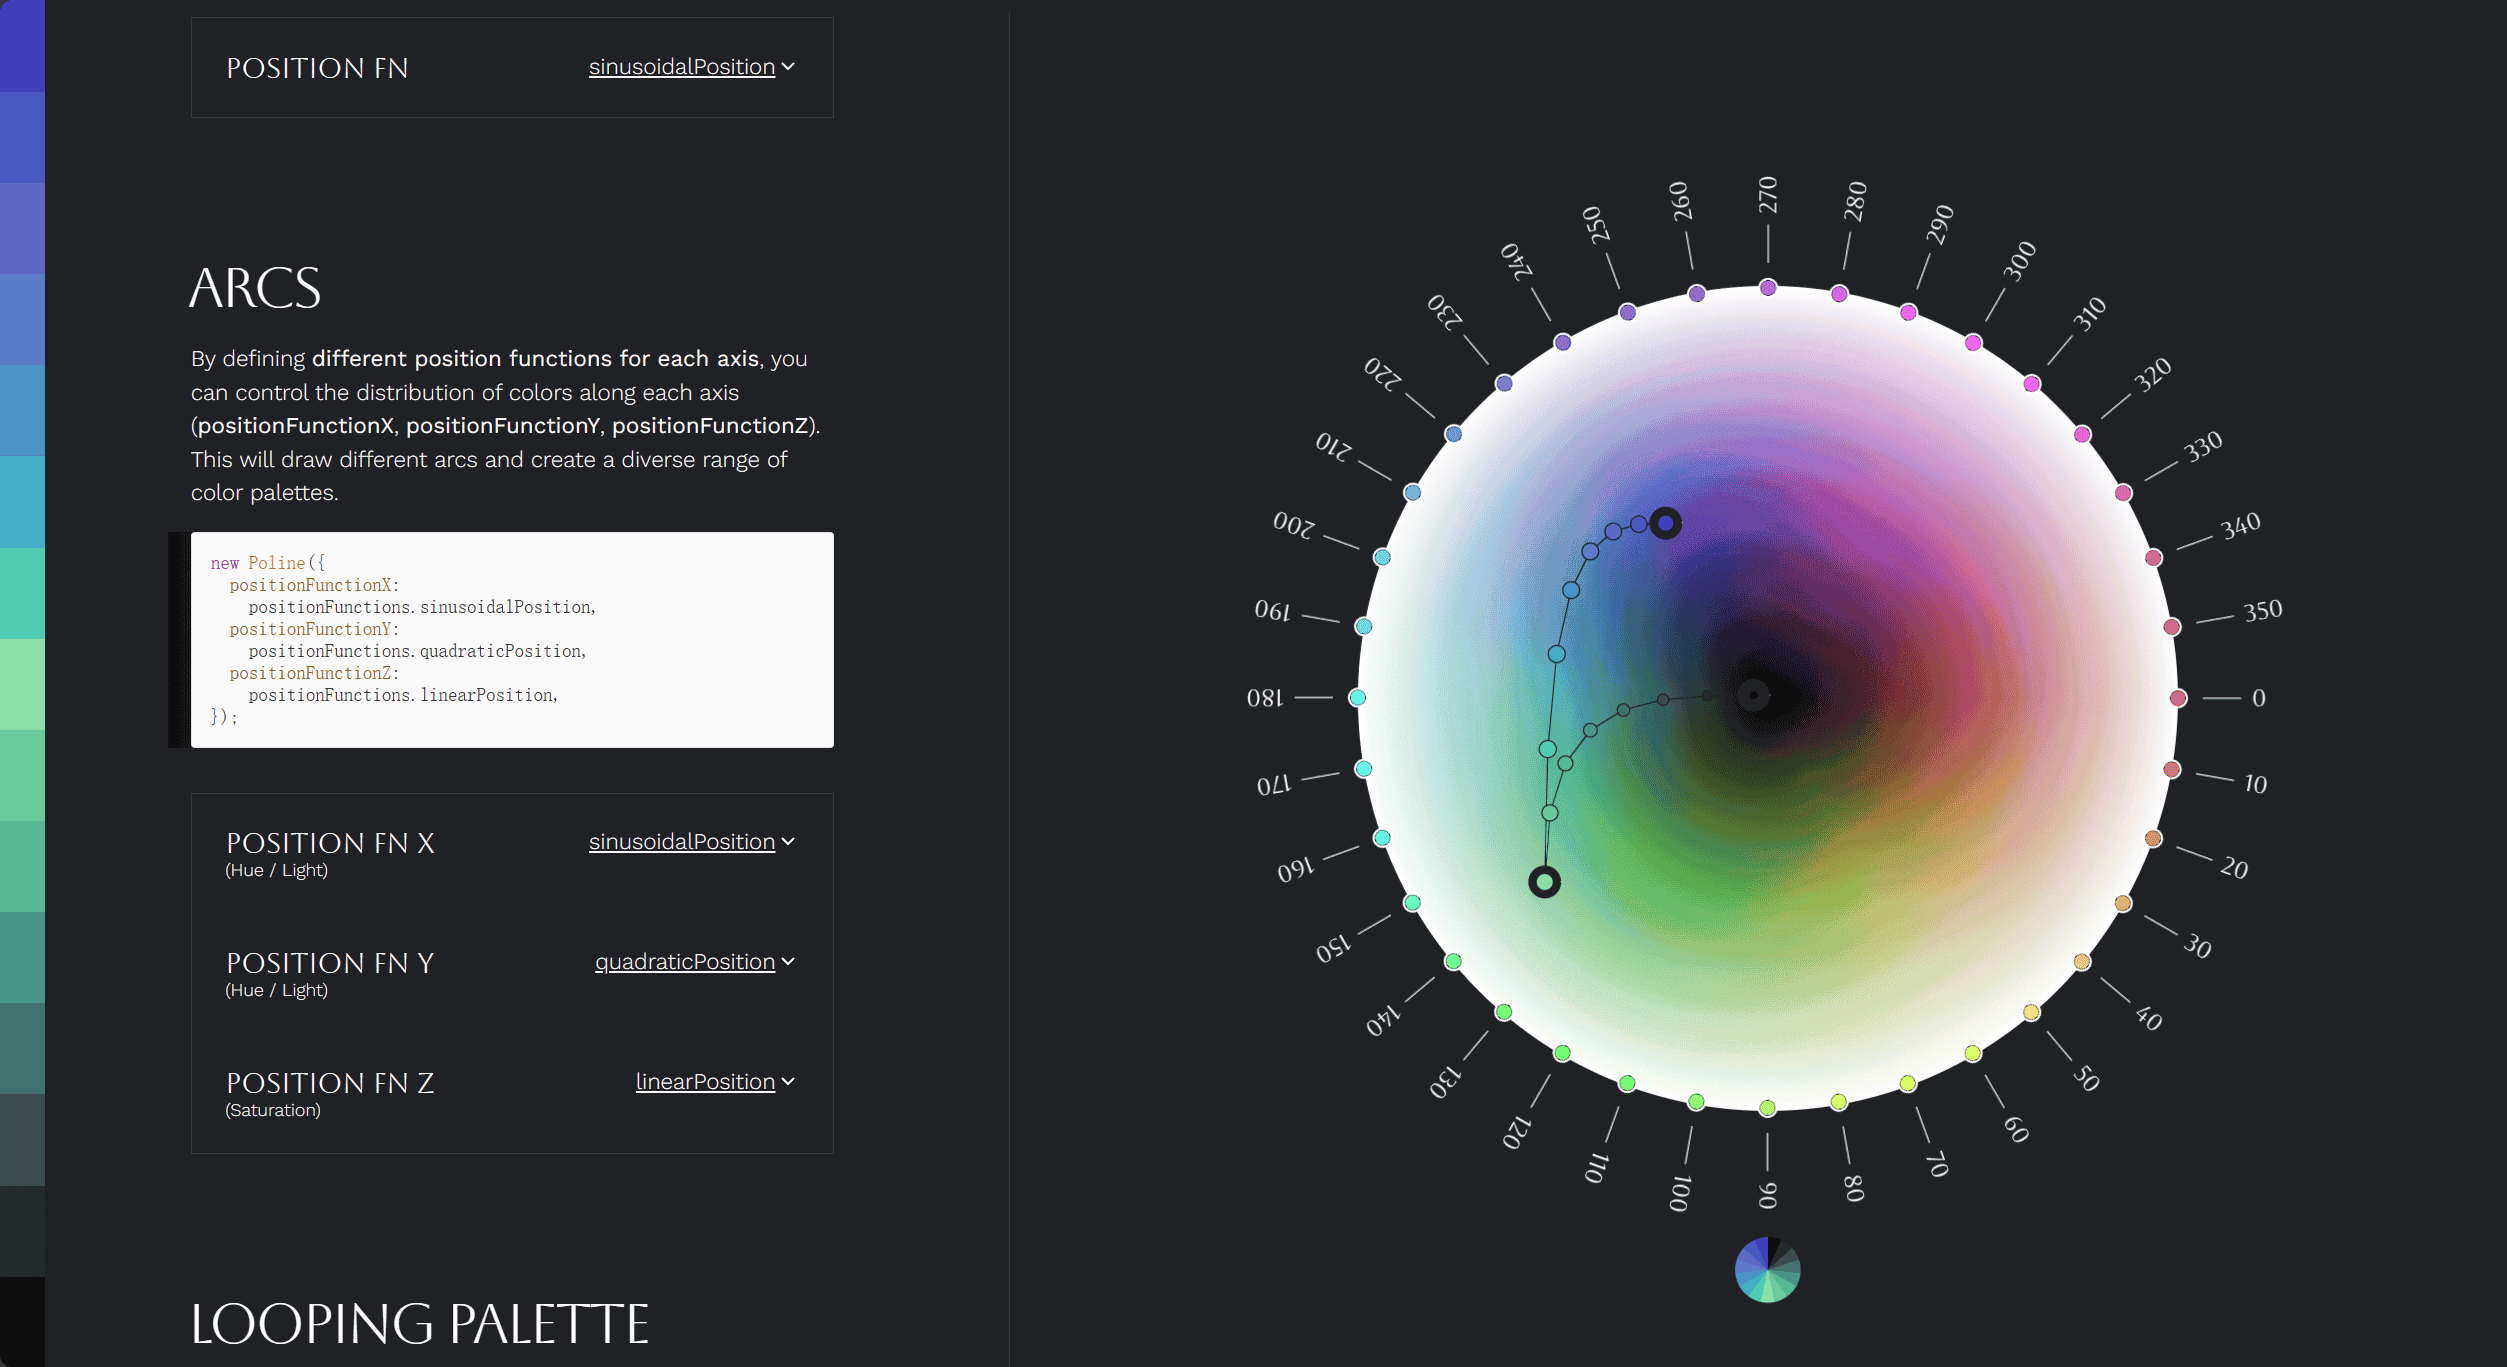 POSITION FN
sinusoidalPosition
ARCS
By defining different position functions for each axis, you
can control the distribution of colors along each axis
(positionFunctionX, positionFunctionY, positionFunctionZ).
This will draw different arcs and create a diverse range of
color palettes.
new Poline({
  positionFunctionX:
    positionFunctions.sinusoidalPosition,
  positionFunctionY:
    positionFunctions.quadraticPosition,
  positionFunctionZ:
    positionFunctions.linearPosition,
});
POSITION FN X
sinusoidalPosition
(Hue / Light)
POSITION FN Y
quadraticPosition
(Hue / Light)
POSITION FN Z
linearPosition
(Saturation)
LOOPING PALETTE
0
10
20
30
40
50
60
70
80
90
100
110
120
130
140
150
160
170
180
190
200
210
220
230
240
250
260
270
280
290
300
310
320
330
340
350